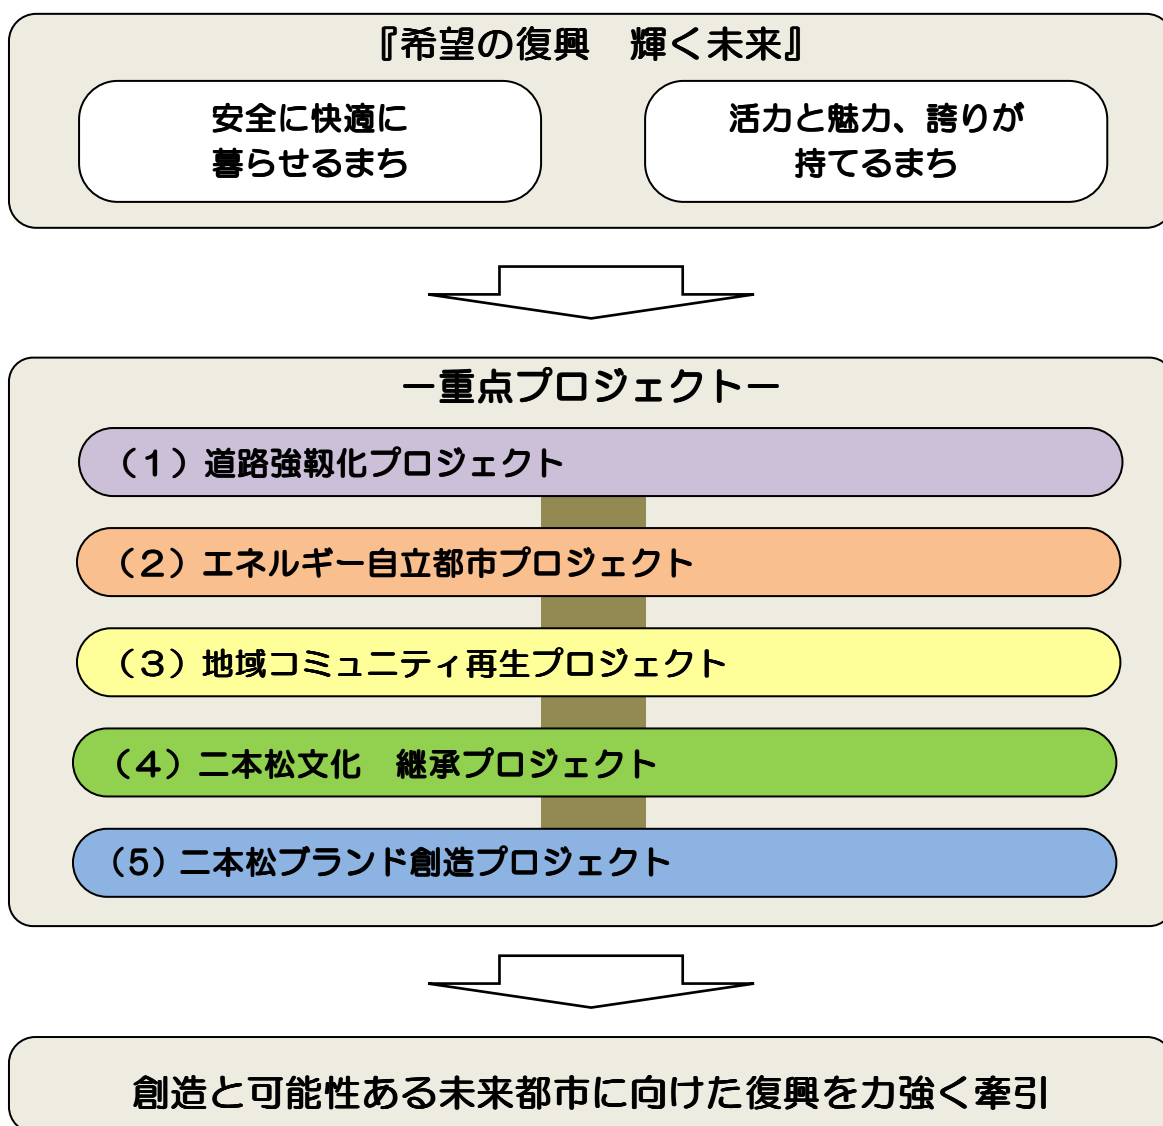 『希望の復興　輝く未来』
安全に快適に
暮らせるまち
活力と魅力、誇りが
持てるまち
－重点プロジェクト－
（１）道路強靱化プロジェクト
（２）エネルギー自立都市プロジェクト
（３）地域コミュニティ再生プロジェクト
（４）二本松文化　継承プロジェクト
（5）二本松ブランド創造プロジェクト
創造と可能性ある未来都市に向けた復興を力強く牽引